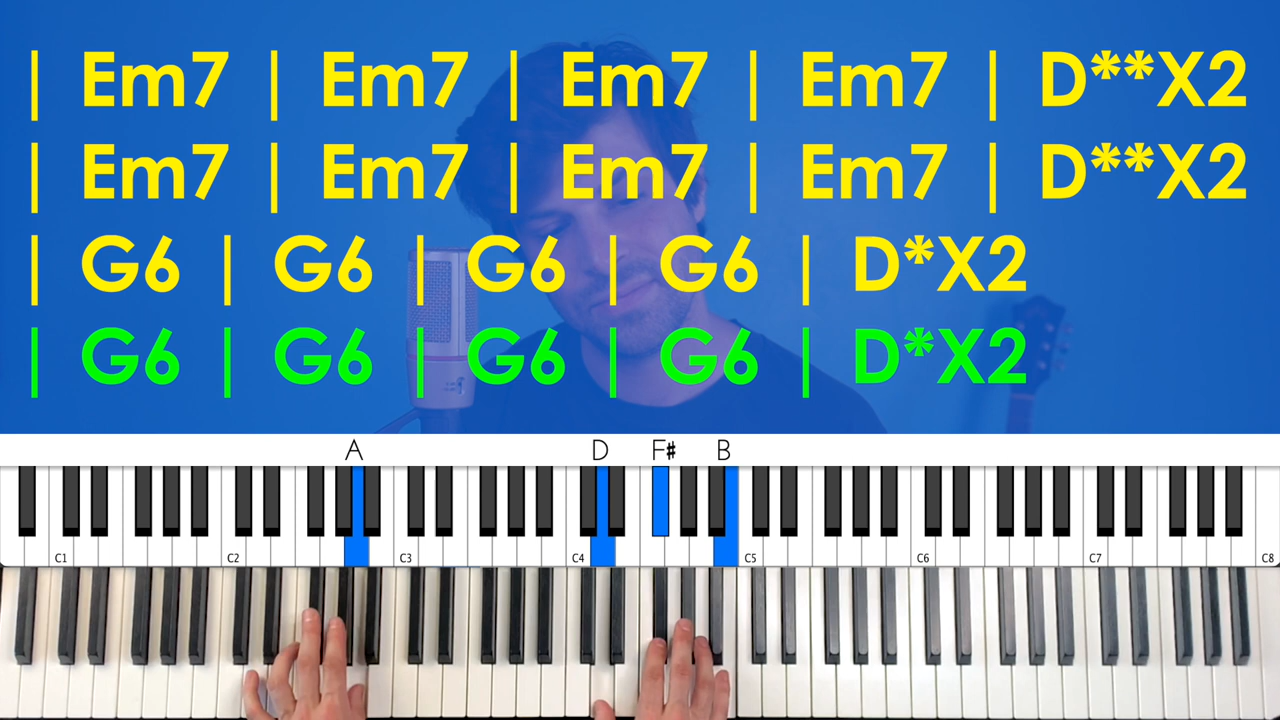 | Em7 | Em7 | Em7 | Em7 | D**X2
| Em7 | Em7 | Em7 | Em7 | D**X2
| G6 | G6 | G6 | G6 | D*X2
| G6 | G6 | G6 | G6 | D*X2
A D F# B
C1 C2 C3 C4 C5 C6 C7 C8